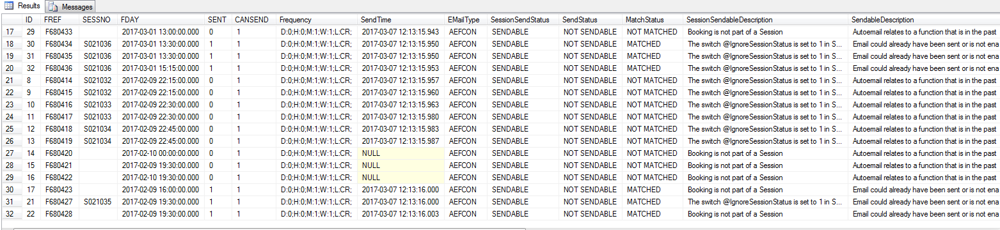 Results Messages
ID FREF SESSNO FDAY SENT CANSEND Frequency SendTime EMailType SessionSendStatus SendStatus MatchStatus SessionSendableDescription SendableDescription
17 29 F680433 2017-03-01 13:00:00.000 0 1 D:0;H:0;M:1;W:1;L:CR; 2017-03-07 12:13:15.943 AEFCON SENDABLE NOT SENDABLE NOT MATCHED Booking is not part of a Session Autoemail relates to a function that is in the past
18 30 F680434 S021036 2017-03-01 13:30:00.000 1 1 D:0;H:0;M:1;W:1;L:CR; 2017-03-07 12:13:15.950 AEFCON SENDABLE NOT SENDABLE MATCHED The switch @IgnoreSessionStatus is set to 1 in S... Email could already have been sent or is not ena
19 31 F680435 S021036 2017-03-01 13:30:00.000 1 1 D:0;H:0;M:1;W:1;L:CR; 2017-03-07 12:13:15.950 AEFCON SENDABLE NOT SENDABLE MATCHED The switch @IgnoreSessionStatus is set to 1 in S... Email could already have been sent or is not ena
20 32 F680436 S021036 2017-03-01 15:15:00.000 1 1 D:0;H:0;M:1;W:1;L:CR; 2017-03-07 12:13:15.953 AEFCON SENDABLE NOT SENDABLE MATCHED The switch @IgnoreSessionStatus is set to 1 in S... Email could already have been sent or is not ena
21 8 F680414 S021032 2017-02-09 22:15:00.000 0 1 D:0;H:0;M:1;W:1;L:CR; 2017-03-07 12:13:15.957 AEFCON SENDABLE NOT SENDABLE NOT MATCHED The switch @IgnoreSessionStatus is set to 1 in S... Autoemail relates to a function that is in the past
22 9 F680415 S021032 2017-02-09 22:15:00.000 0 1 D:0;H:0;M:1;W:1;L:CR; 2017-03-07 12:13:15.960 AEFCON SENDABLE NOT SENDABLE NOT MATCHED The switch @IgnoreSessionStatus is set to 1 in S... Autoemail relates to a function that is in the past
23 10 F680416 S021033 2017-02-09 22:30:00.000 0 1 D:0;H:0;M:1;W:1;L:CR; 2017-03-07 12:13:15.963 AEFCON SENDABLE NOT SENDABLE NOT MATCHED The switch @IgnoreSessionStatus is set to 1 in S... Autoemail relates to a function that is in the past
24 11 F680417 S021033 2017-02-09 22:30:00.000 0 1 D:0;H:0;M:1;W:1;L:CR; 2017-03-07 12:13:15.980 AEFCON SENDABLE NOT SENDABLE NOT MATCHED The switch @IgnoreSessionStatus is set to 1 in S... Autoemail relates to a function that is in the past
25 12 F680418 S021034 2017-02-09 22:45:00.000 0 1 D:0;H:0;M:1;W:1;L:CR; 2017-03-07 12:13:15.983 AEFCON SENDABLE NOT SENDABLE NOT MATCHED The switch @IgnoreSessionStatus is set to 1 in S... Autoemail relates to a function that is in the past
26 13 F680419 S021034 2017-02-09 22:45:00.000 0 1 D:0;H:0;M:1;W:1;L:CR; 2017-03-07 12:13:15.987 AEFCON SENDABLE NOT SENDABLE NOT MATCHED The switch @IgnoreSessionStatus is set to 1 in S... Autoemail relates to a function that is in the past
27 14 F680420 2017-02-10 00:00:00.000 0 1 D:0;H:0;M:1;W:1;L:CR; NULL AEFCON SENDABLE NOT SENDABLE NOT MATCHED Booking is not part of a Session Autoemail relates to a function that is in the past
28 15 F680421 2017-02-09 19:30:00.000 0 1 D:0;H:0;M:1;W:1;L:CR; NULL AEFCON SENDABLE NOT SENDABLE NOT MATCHED Booking is not part of a Session Autoemail relates to a function that is in the past
29 16 F680422 2017-02-10 19:30:00.000 0 1 D:0;H:0;M:1;W:1;L:CR; NULL AEFCON SENDABLE NOT SENDABLE NOT MATCHED Booking is not part of a Session Autoemail relates to a function that is in the past
30 17 F680423 2017-02-09 16:00:00.000 1 1 D:0;H:0;M:1;W:1;L:CR; 2017-03-07 12:13:16.000 AEFCON SENDABLE NOT SENDABLE MATCHED Booking is not part of a Session Email could already have been sent or is not ena
31 21 F680427 S021035 2017-02-09 19:30:00.000 1 1 D:0;H:0;M:1;W:1;L:CR; 2017-03-07 12:13:16.000 AEFCON SENDABLE NOT SENDABLE MATCHED The switch @IgnoreSessionStatus is set to 1 in S... Email could already have been sent or is not ena
32 22 F680428 2017-02-09 19:30:00.000 1 1 D:0;H:0;M:1;W:1;L:CR; 2017-03-07 12:13:16.003 AEFCON SENDABLE NOT SENDABLE MATCHED Booking is not part of a Session Email could already have been sent or is not ena